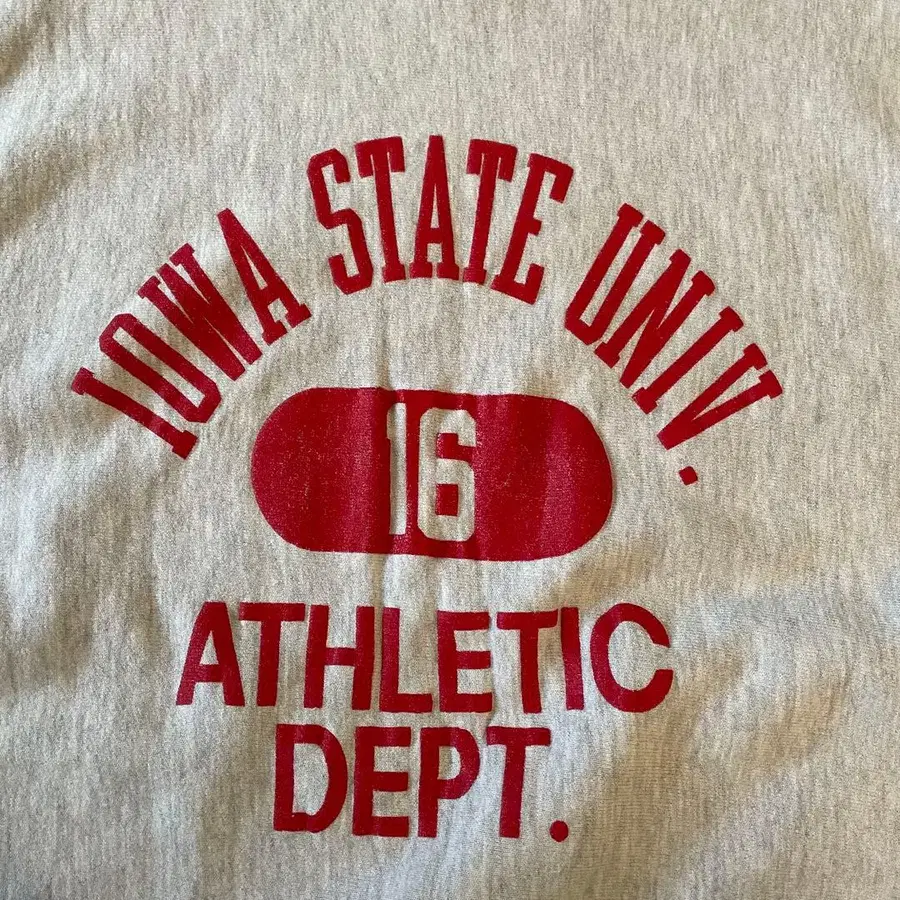 IOWA STATE UNIV.
16
ATHLETIC
DEPT.